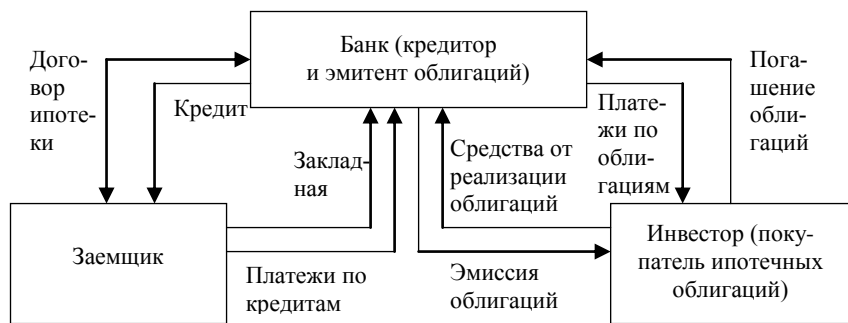 Банк (кредитор
и эмитент облигаций)
Дого-
вор
ипоте-
ки
Кредит
Заклад-
ная
Средства от
реализации
облигаций
Плате-
жи по
обли-
гациям
Пога-
шение
обли-
гаций
Заемщик
Платежи по
кредитам
Эмиссия
облигаций
Инвестор (поку-
патель ипотечных
облигаций)